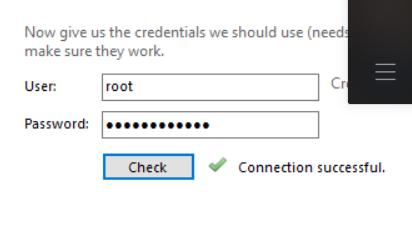 Now give us the credentials we should use (needs
make sure they work.
User: root
Password: ●●●●●●●●●●●●
Check Connection successful.